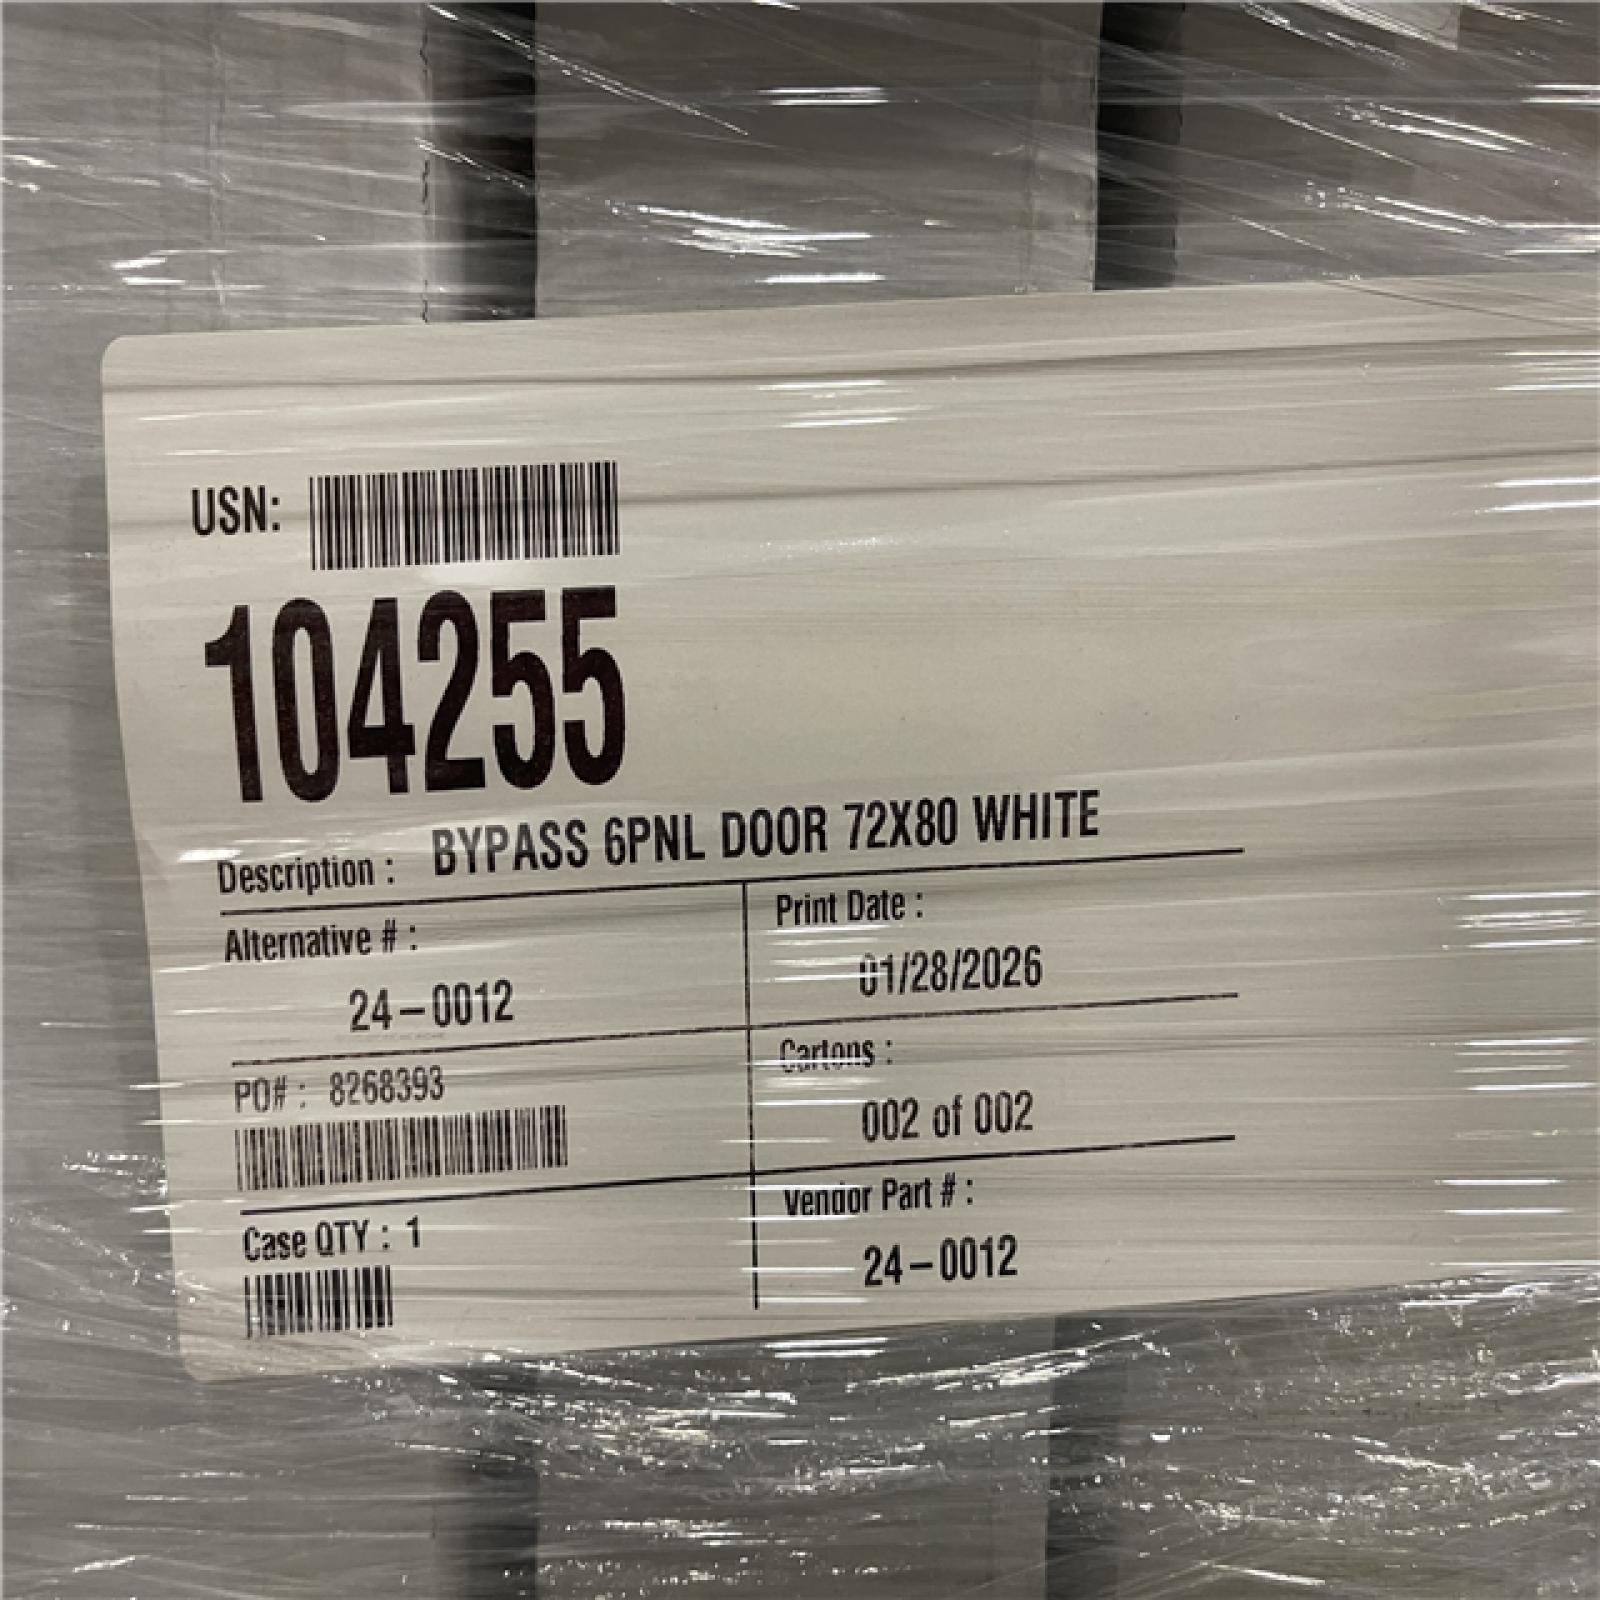 USN:
104255
Description : BYPASS 6PNL DOOR 72X80 WHITE
Alternative # :
24-0012
Print Date :
01/28/2026
PO# : 8268393
Cartons :
002 of 002
Case QTY : 1
Vendor Part # :
24-0012